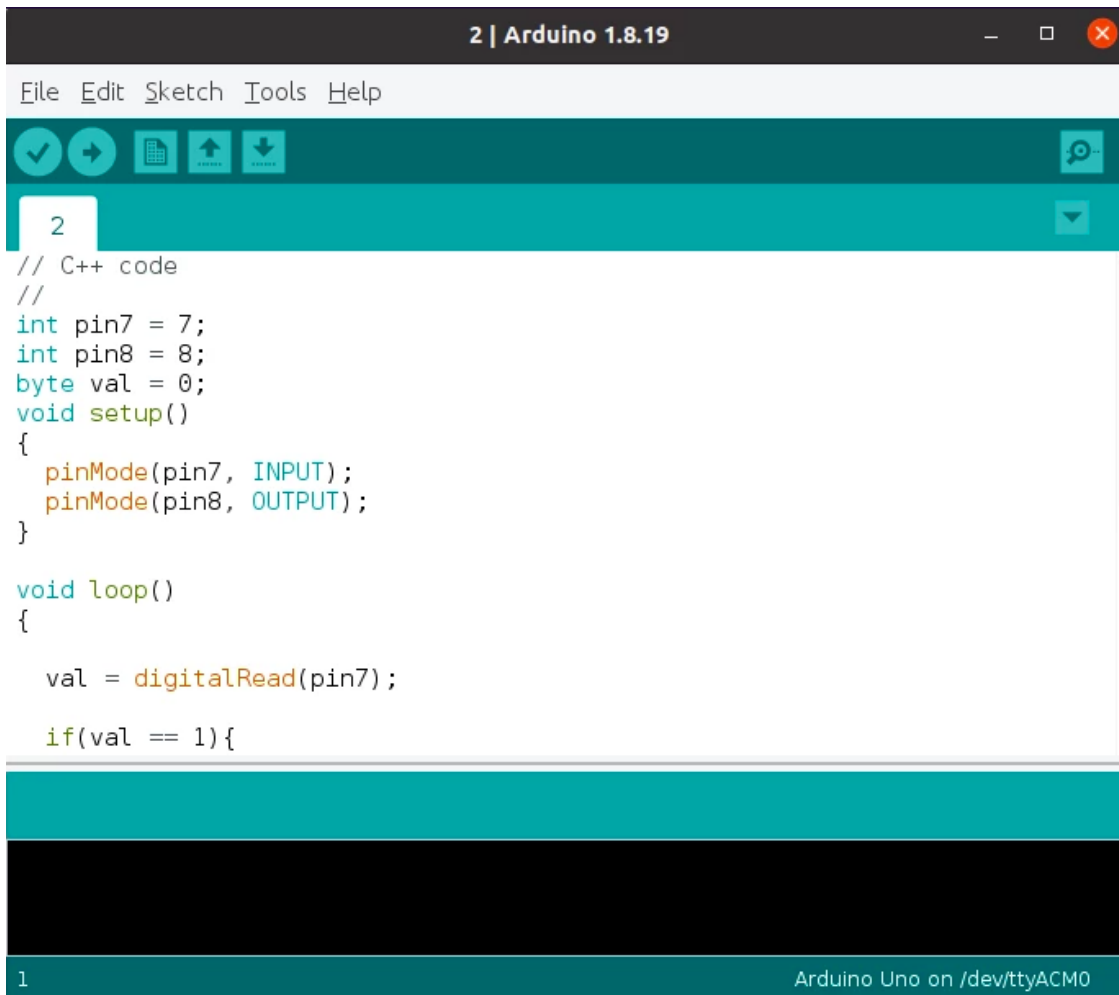 2 | Arduino 1.8.19
File Edit Sketch Tools Help
2
// C++ code
//
int pin7 = 7;
int pin8 = 8;
byte val = 0;
void setup()
{
  pinMode(pin7, INPUT);
  pinMode(pin8, OUTPUT);
}
void loop()
{
  val = digitalRead(pin7);
  if(val == 1){
1
Arduino Uno on /dev/ttyACM0